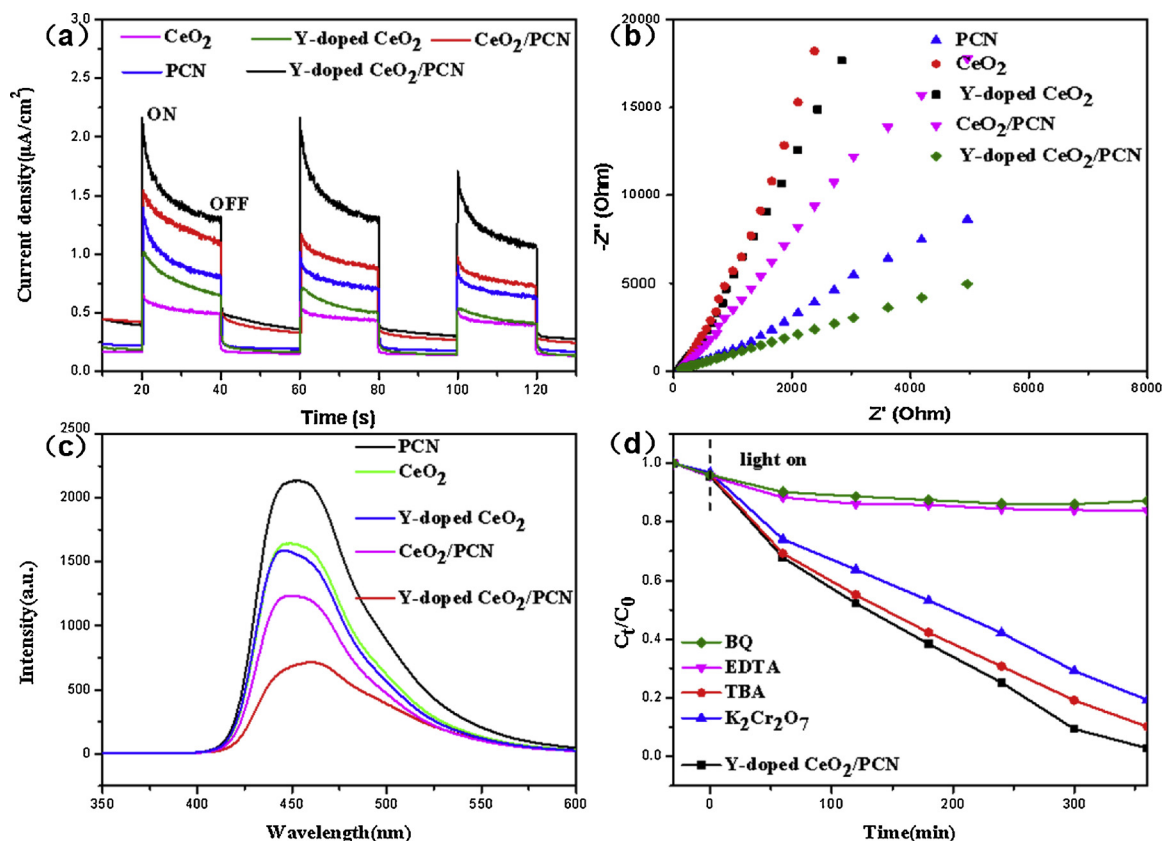 (a)
CeO2 Y-doped CeO2 CeO2/PCN
PCN Y-doped CeO2/PCN
ON
OFF
3.0
2.5
2.0
1.5
1.0
0.5
0.0
20 40 60 80 100 120
Current density(μA/cm²)
Time (s)
(b)
PCN
CeO2
Y-doped CeO2
CeO2/PCN
Y-doped CeO2/PCN
20000
15000
10000
5000
0
0 2000 4000 6000 8000
-Z'' (Ohm)
Z' (Ohm)
(c)
PCN
CeO2
Y-doped CeO2
CeO2/PCN
Y-doped CeO2/PCN
2500
2000
1500
1000
500
0
350 400 450 500 550 600
Intensity(a.u.)
Wavelength(nm)
(d)
light on
BQ
EDTA
TBA
K2Cr2O7
Y-doped CeO2/PCN
1.0
0.8
0.6
0.4
0.2
0.0
0 100 200 300
Ct/C0
Time(min)